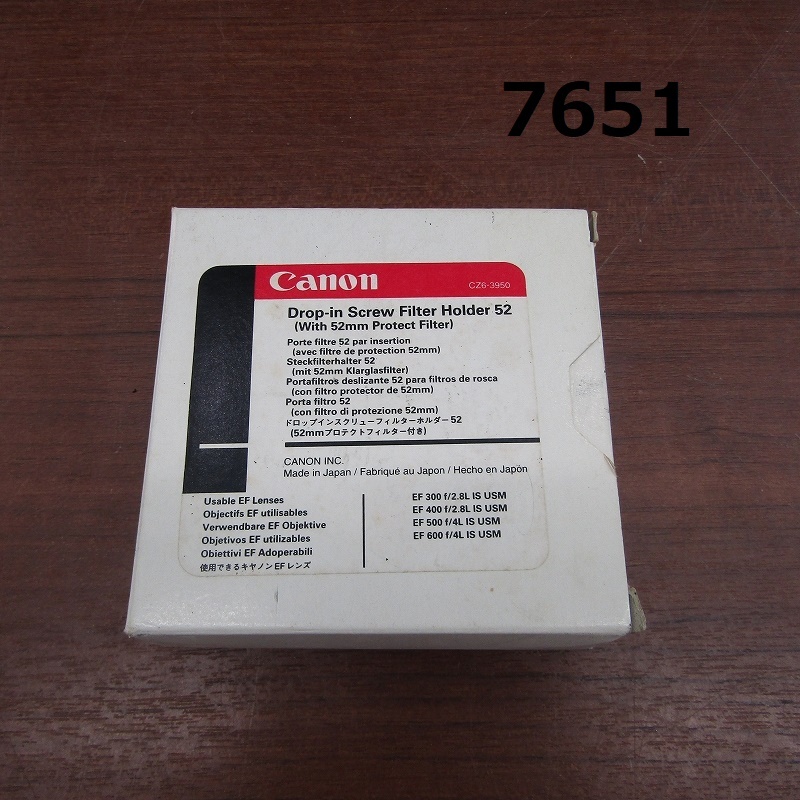 7651
Canon
CZ6-3950
Drop-in Screw Filter Holder 52
(With 52mm Protect Filter)
Porte filtre 52 par insertion
(avec filtre de protection 52mm)
Steckfilterhalter 52
(mit 52mm Klarglasfilter)
Portafiltros deslizante 52 para filtros de rosca
(con filtro protector de 52mm)
Porta filtro 52
(con filtro di protezione 52mm)
ドロップインスクリューフィルターホルダー52
(52mmプロテクトフィルター付き)
CANON INC.
Made in Japan / Fabriqué au Japon / Hecho en Japón
Usable EF Lenses
Objectifs EF utilisables
Verwendbare EF Objektive
Objetivos EF utilizables
Obiettivi EF Adoperabili
使用できるキヤノンEFレンズ
EF 300 f/2.8L IS USM
EF 400 f/2.8L IS USM
EF 500 f/4L IS USM
EF 600 f/4L IS USM